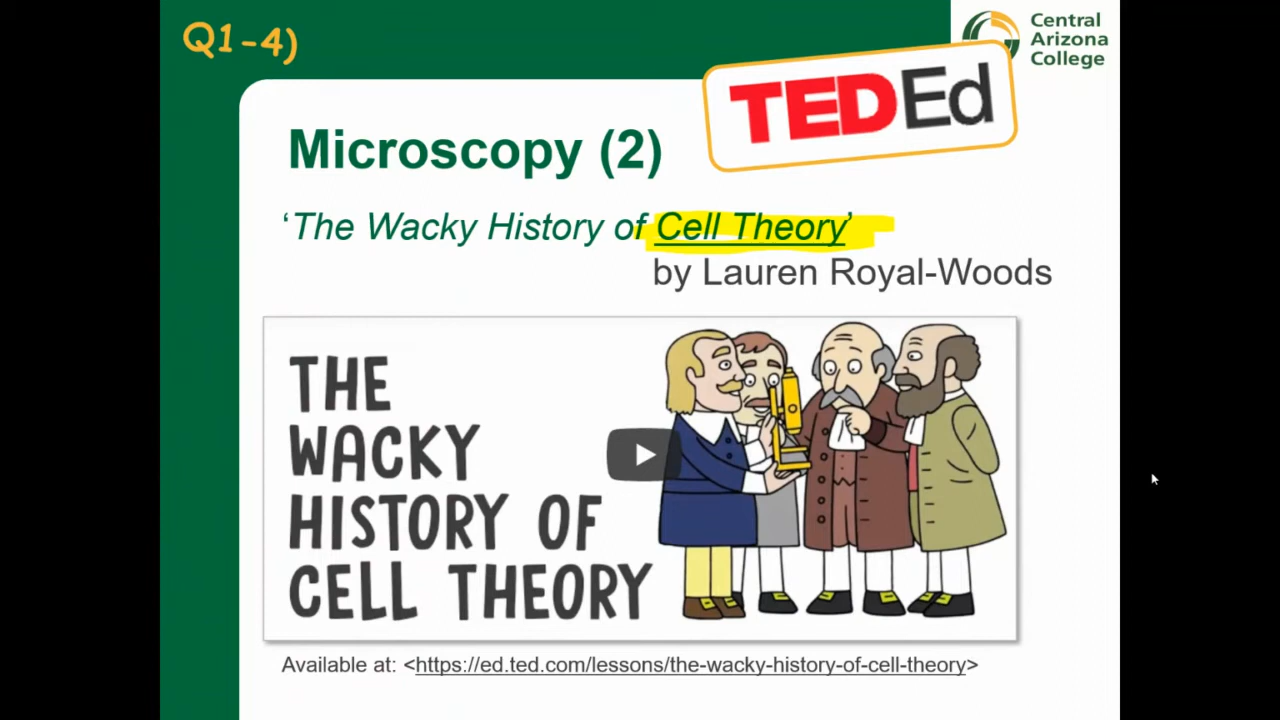 Q1-4)
Central
Arizona
College
TEDEd
Microscopy (2)
‘The Wacky History of Cell Theory’
by Lauren Royal-Woods
THE
WACKY
HISTORY OF
CELL THEORY
Available at: <https://ed.ted.com/lessons/the-wacky-history-of-cell-theory>